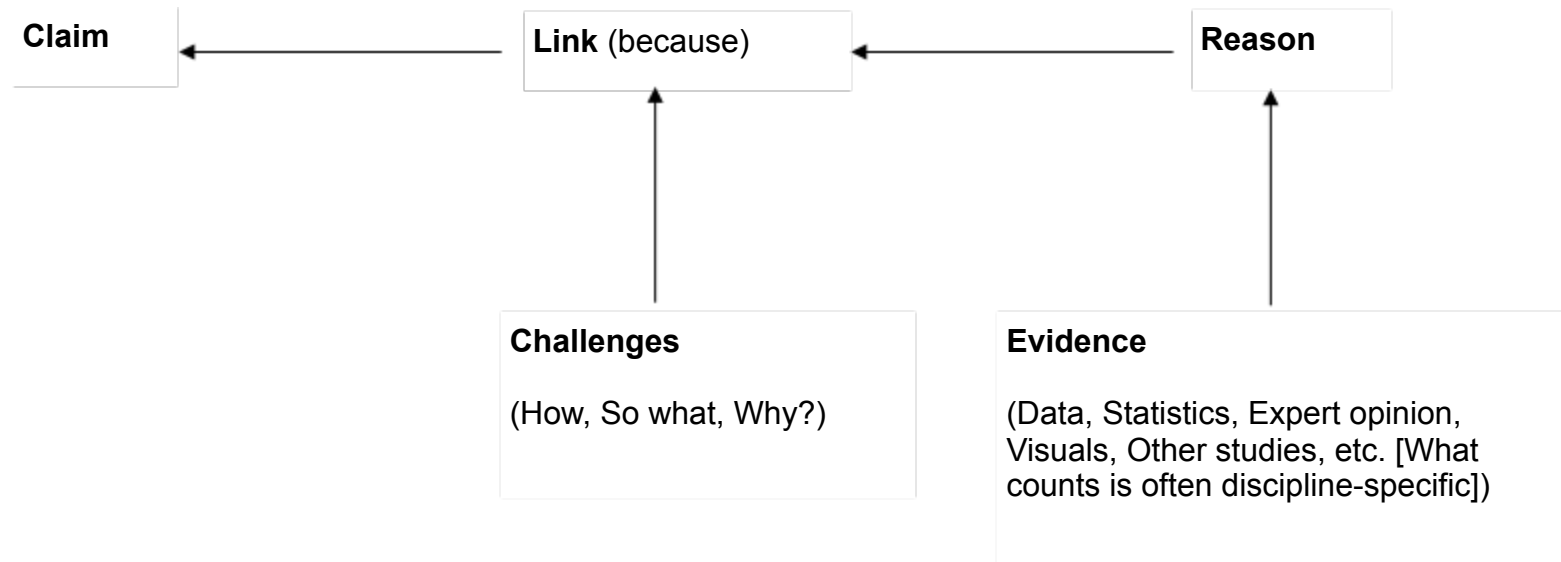 Claim
Link (because)
Reason
Challenges
(How, So what, Why?)
Evidence
(Data, Statistics, Expert opinion,
Visuals, Other studies, etc. [What
counts is often discipline-specific])